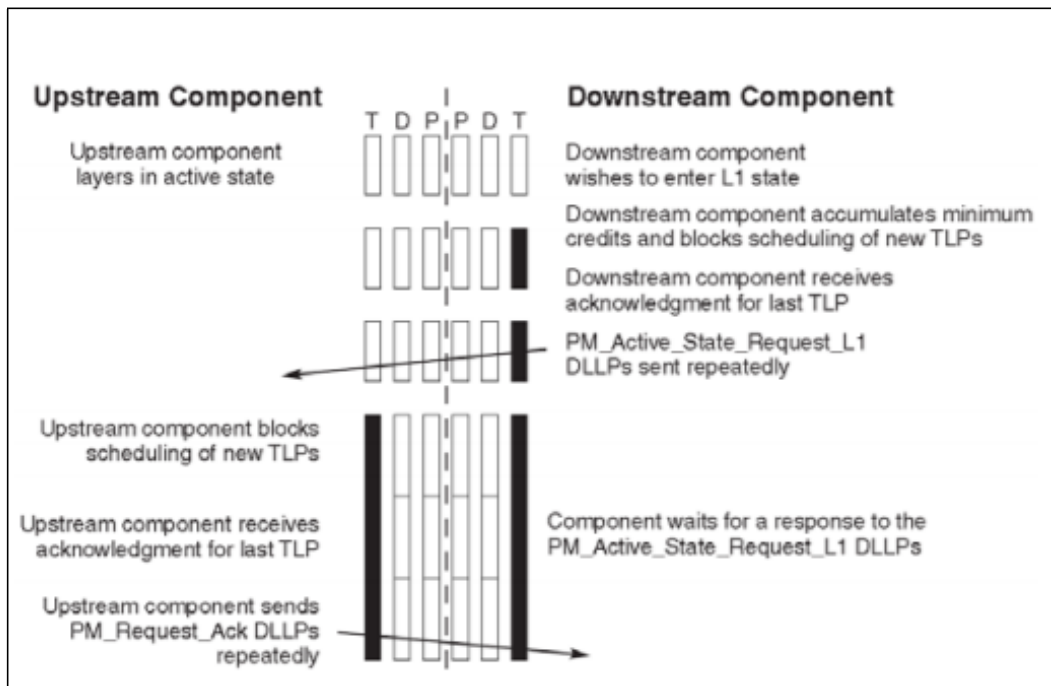 Upstream Component
Downstream Component
T D P P D T
Upstream component
layers in active state
Downstream component
wishes to enter L1 state
Downstream component accumulates minimum
credits and blocks scheduling of new TLPs
Downstream component receives
acknowledgment for last TLP
PM_Active_State_Request_L1
DLLPs sent repeatedly
Upstream component blocks
scheduling of new TLPs
Upstream component receives
acknowledgment for last TLP
Component waits for a response to the
PM_Active_State_Request_L1 DLLPs
Upstream component sends
PM_Request_Ack DLLPs
repeatedly